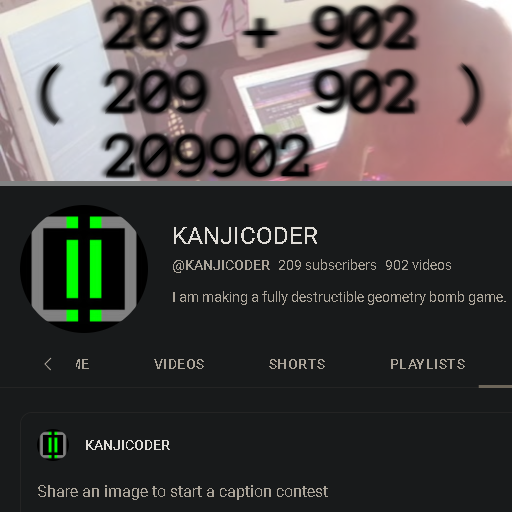 209 + 902
( 209 902 )
209902
KANJICODER
@KANJICODER 209 subscribers 902 videos
I am making a fully destructible geometry bomb game.
ME VIDEOS SHORTS PLAYLISTS
KANJICODER
Share an image to start a caption contest